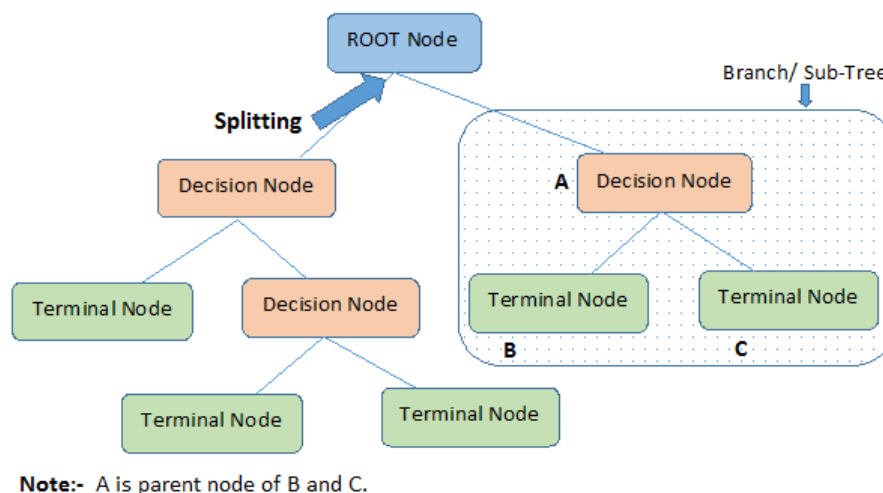 ROOT Node
Branch/ Sub-Tree
Splitting
Decision Node
A
Decision Node
Terminal Node
Decision Node
Terminal Node
Terminal Node
B
C
Terminal Node
Terminal Node
Note:- A is parent node of B and C.